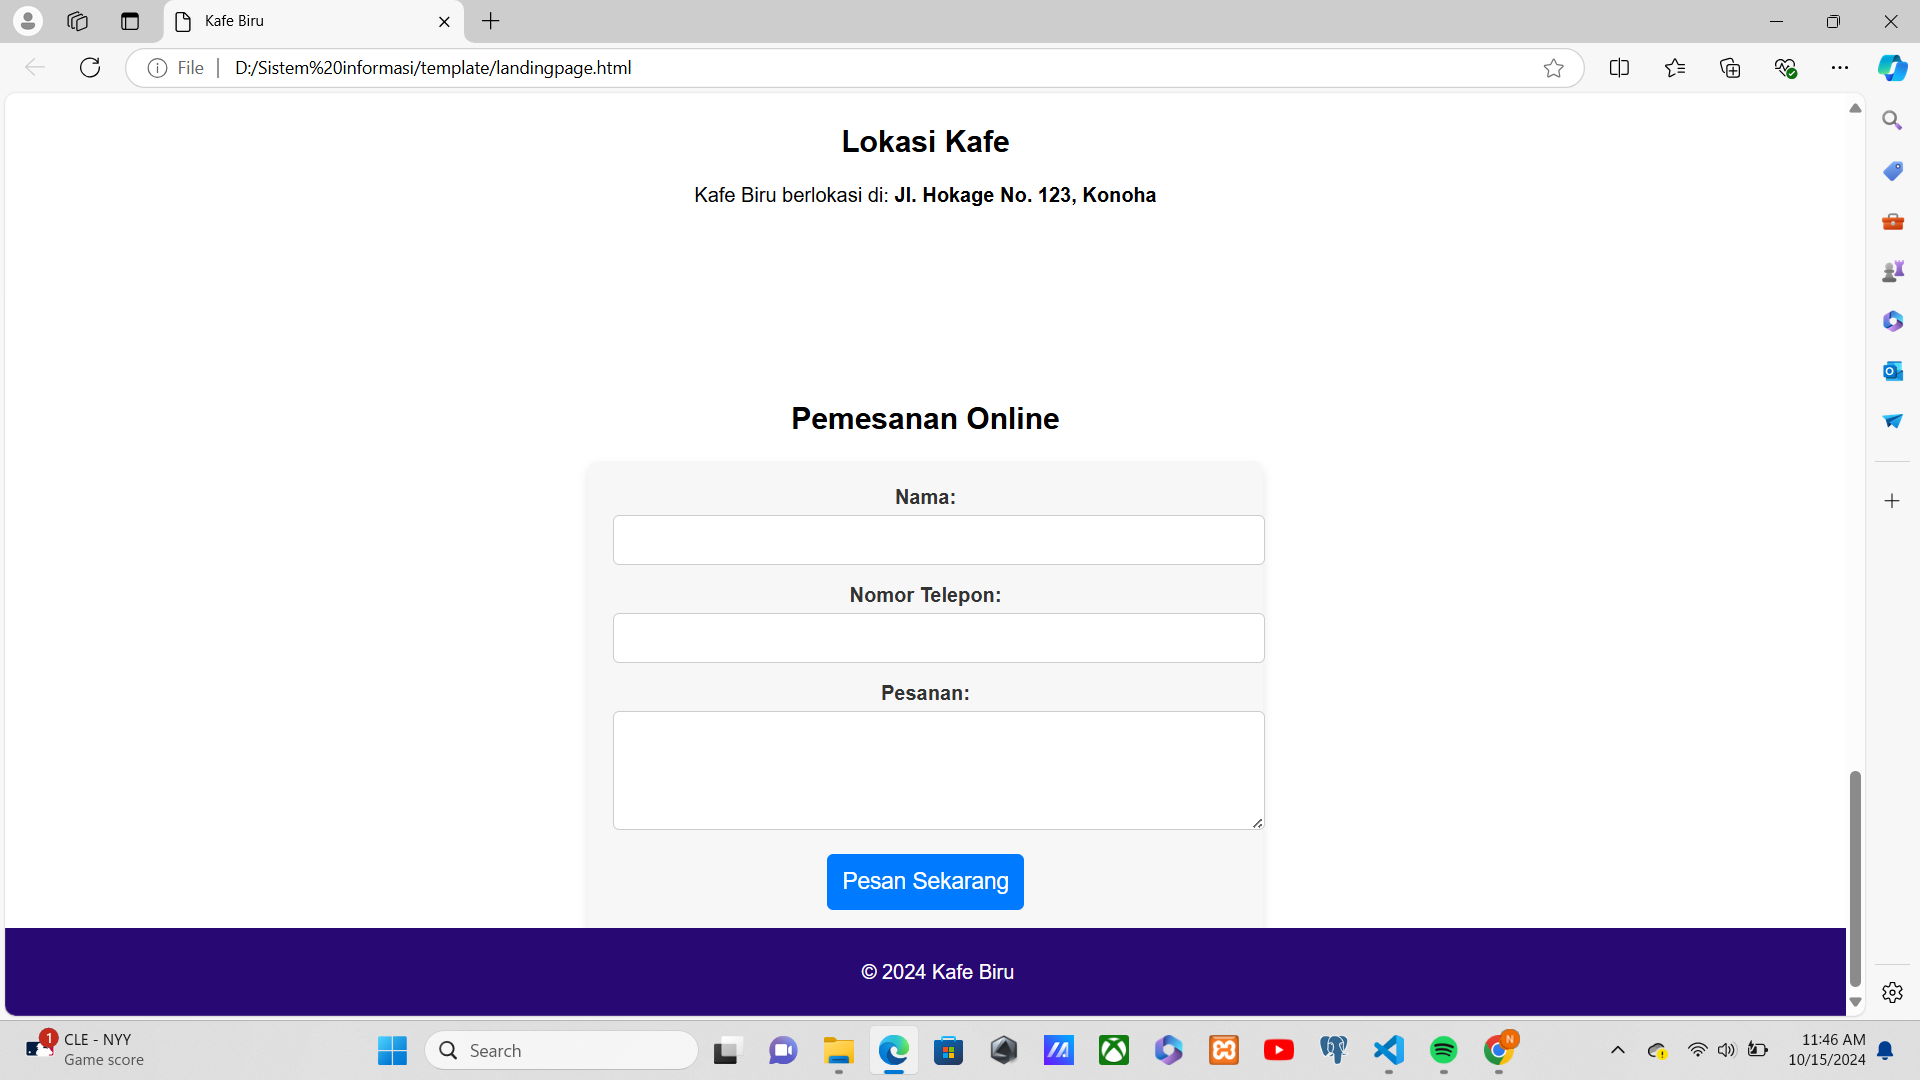 Kafe Biru
File
D:/Sistem%20informasi/template/landingpage.html
Lokasi Kafe
Kafe Biru berlokasi di: Jl. Hokage No. 123, Konoha
Pemesanan Online
Nama:
Nomor Telepon:
Pesanan:
Pesan Sekarang
© 2024 Kafe Biru
1
CLE - NYY
Game score
Search
N
11:46 AM
10/15/2024